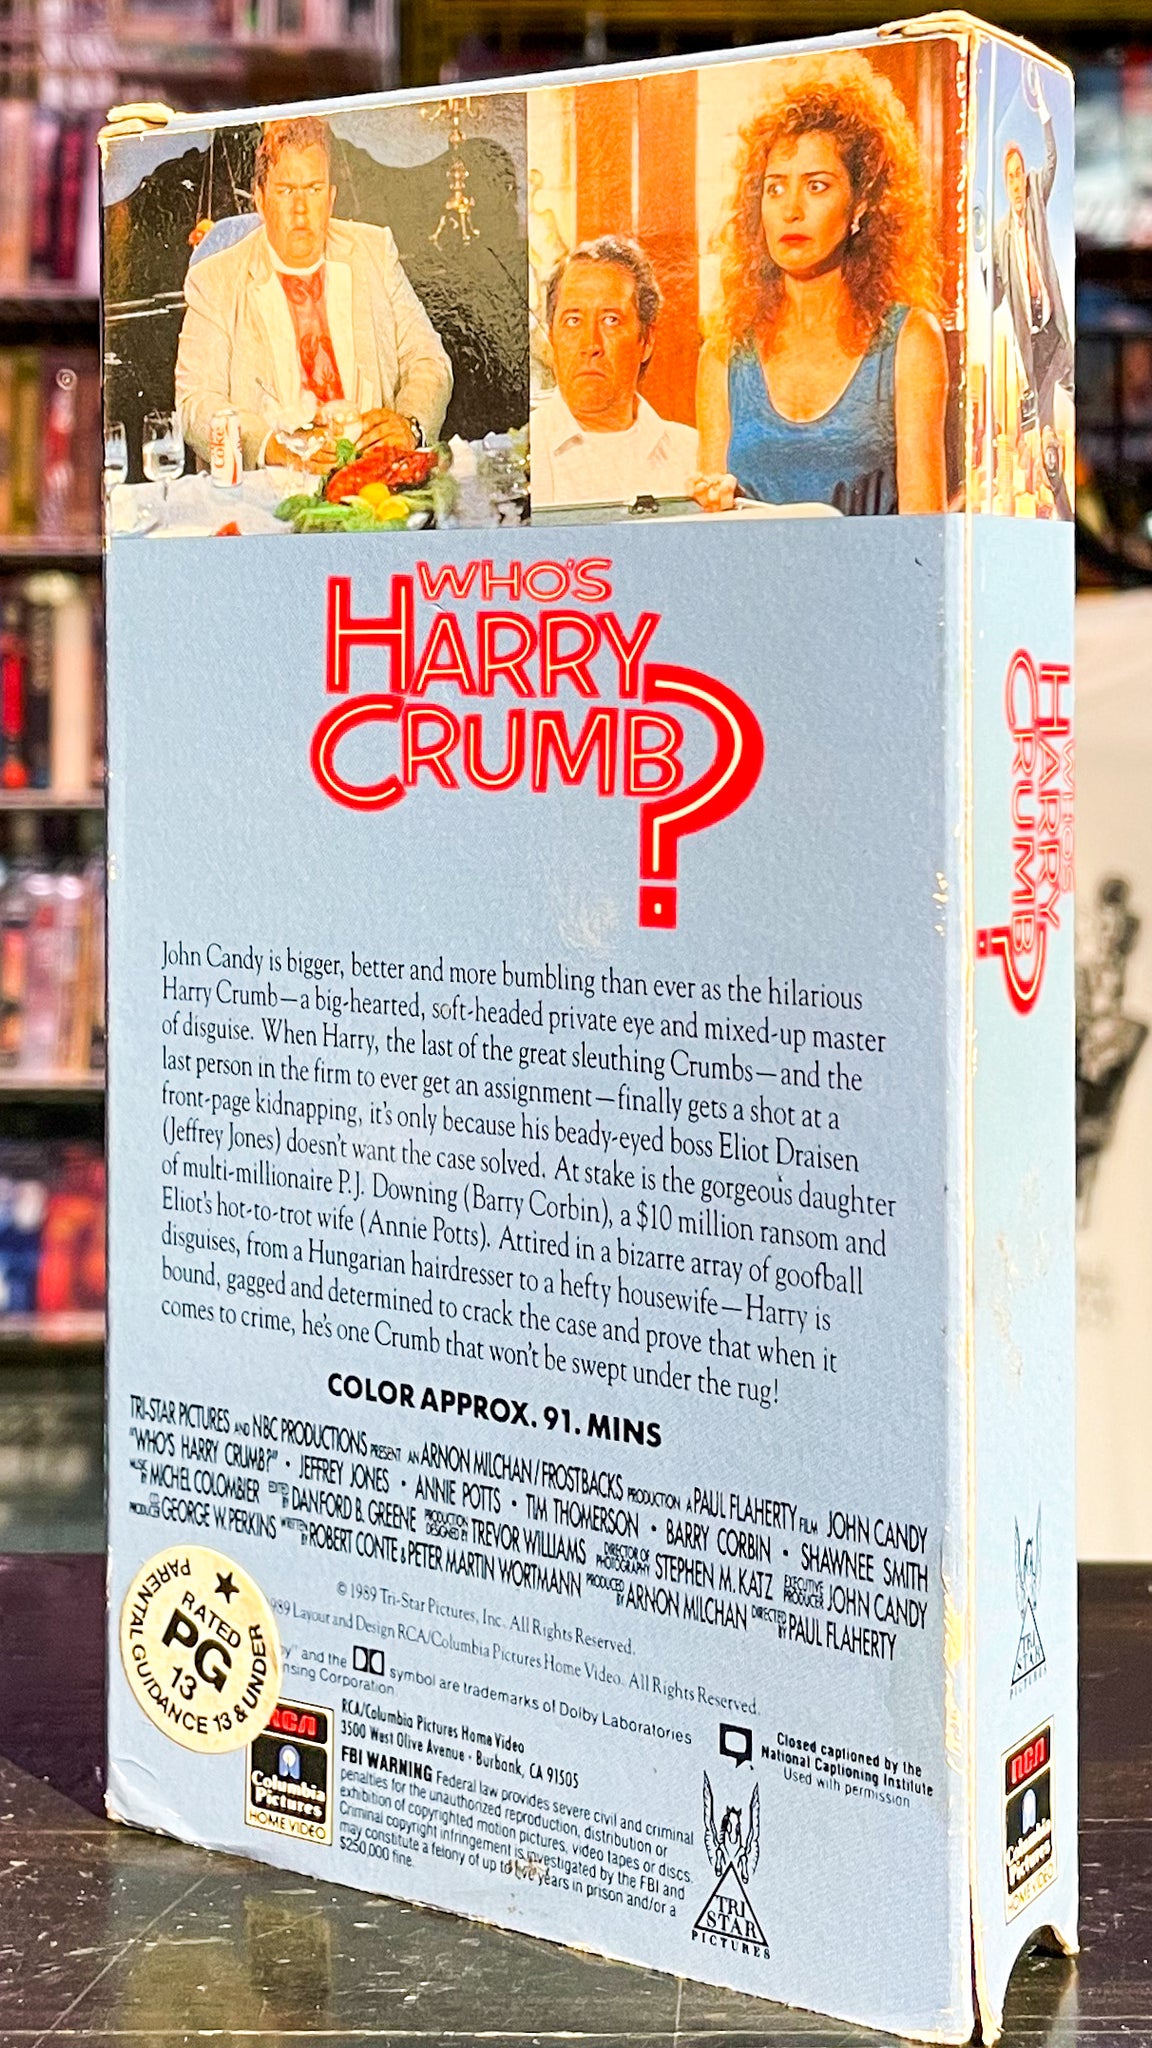 Coke
WHO'S
HARRY
CRUMB?
John Candy is bigger, better and more bumbling than ever as the hilarious
Harry Crumb—a big-hearted, soft-headed private eye and mixed-up master
of disguise. When Harry, the last of the great sleuthing Crumbs—and the
last person in the firm to ever get an assignment—finally gets a shot at a
front-page kidnapping, it's only because his beady-eyed boss Eliot Draisen
(Jeffrey Jones) doesn't want the case solved. At stake is the gorgeous daughter
of multi-millionaire P.J. Downing (Barry Corbin), a $10 million ransom and
Eliot's hot-to-trot wife (Annie Potts). Attired in a bizarre array of goofball
disguises, from a Hungarian hairdresser to a hefty housewife—Harry is
bound, gagged and determined to crack the case and prove that when it
comes to crime, he's one Crumb that won't be swept under the rug!
COLOR APPROX. 91. MINS
TRI-STAR PICTURES AND NBC PRODUCTIONS PRESENT AN ARNON MILCHAN/FROSTBACKS PRODUCTION A PAUL FLAHERTY FILM JOHN CANDY
"WHO'S HARRY CRUMB?" • JEFFREY JONES • ANNIE POTTS • TIM THOMERSON • BARRY CORBIN • SHAWNEE SMITH
MUSIC BY MICHEL COLOMBIER EDITED BY DANFORD B. GREENE PRODUCTION DESIGNED BY TREVOR WILLIAMS DIRECTOR OF PHOTOGRAPHY STEPHEN M. KATZ EXECUTIVE PRODUCER JOHN CANDY
CO-PRODUCER GEORGE W. PERKINS WRITTEN BY ROBERT CONTE & PETER MARTIN WORTMANN PRODUCED BY ARNON MILCHAN DIRECTED BY PAUL FLAHERTY
© 1989 Tri-Star Pictures, Inc. All Rights Reserved.
989 Layout and Design RCA/Columbia Pictures Home Video. All Rights Reserved.
y" and the symbol are trademarks of Dolby Laboratories
nsing Corporation
PARENTAL GUIDANCE 13 & UNDER
RATED
PG
13
RCA
Columbia
Pictures
HOME VIDEO
RCA/Columbia Pictures Home Video
3500 West Olive Avenue • Burbank, CA 91505
FBI WARNING Federal law provides severe civil and criminal
penalties for the unauthorized reproduction, distribution or
exhibition of copyrighted motion pictures, video tapes or discs.
Criminal copyright infringement is investigated by the FBI and
may constitute a felony of up to five years in prison and/or a
$250,000 fine.
Closed captioned by the
National Captioning Institute
Used with permission
TRI
STAR
PICTURES
WHO'S
HARRY
CRUMB?
TRI
STAR
PICTURES
RCA
Columbia
Pictures
HOME VIDEO